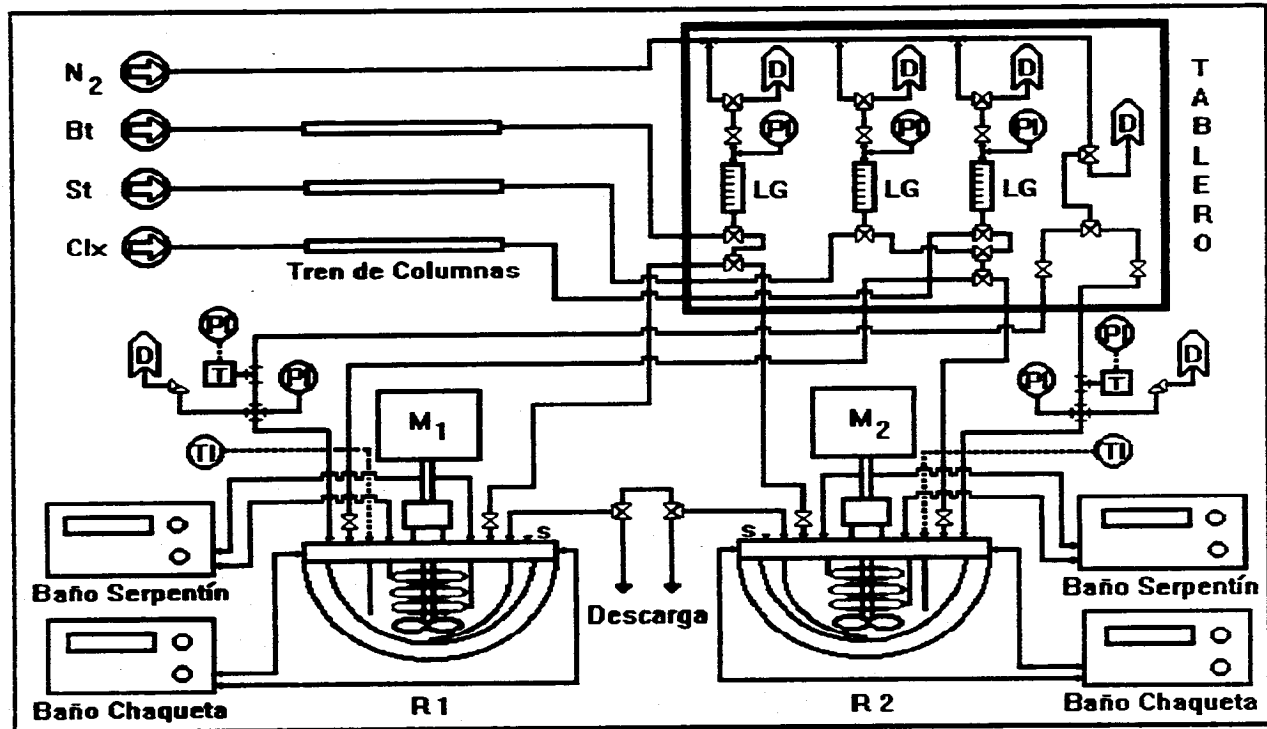 N2
Bt
St
Clx
Tren de Columnas
D
D
D
D
PI
PI
PI
LG
LG
LG
TABLERO
PI
D
T
PI
TI
M1
M2
PI
D
T
PI
TI
S
S
Baño Serpentín
Baño Chaqueta
R1
Descarga
R2
Baño Serpentín
Baño Chaqueta